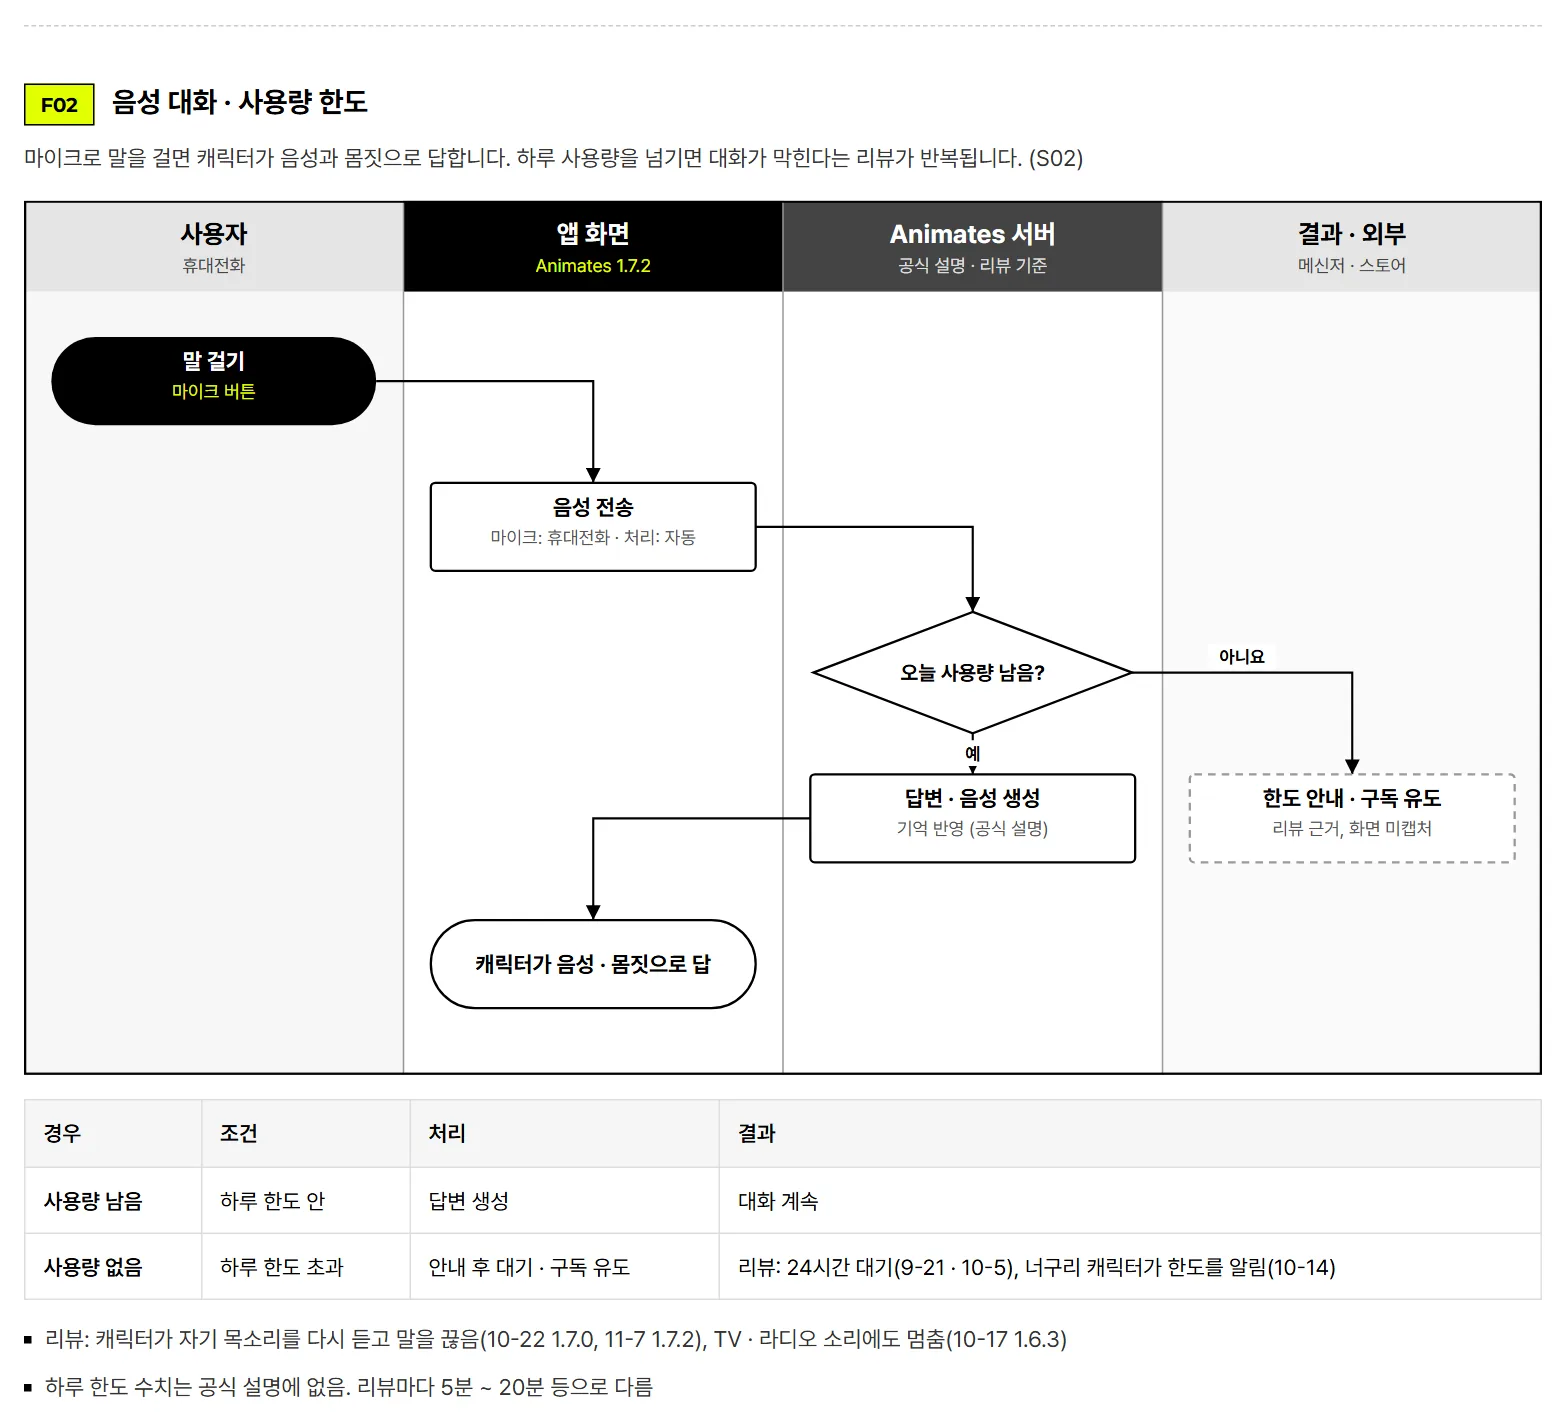 F02
음성 대화 · 사용량 한도
마이크로 말을 걸면 캐릭터가 음성과 몸짓으로 답합니다. 하루 사용량을 넘기면 대화가 막힌다는 리뷰가 반복됩니다. (S02)
사용자
휴대전화
앱 화면
Animates 1.7.2
Animates 서버
공식 설명 · 리뷰 기준
결과 · 외부
메신저 · 스토어
말 걸기
마이크 버튼
음성 전송
마이크: 휴대전화 · 처리: 자동
오늘 사용량 남음?
아니요
예
답변 · 음성 생성
기억 반영 (공식 설명)
한도 안내 · 구독 유도
리뷰 근거, 화면 미캡처
캐릭터가 음성 · 몸짓으로 답
경우 조건 처리 결과
사용량 남음 하루 한도 안 답변 생성 대화 계속
사용량 없음 하루 한도 초과 안내 후 대기 · 구독 유도 리뷰: 24시간 대기(9-21 · 10-5), 너구리 캐릭터가 한도를 알림(10-14)
리뷰: 캐릭터가 자기 목소리를 다시 듣고 말을 끊음(10-22 1.7.0, 11-7 1.7.2), TV · 라디오 소리에도 멈춤(10-17 1.6.3)
하루 한도 수치는 공식 설명에 없음. 리뷰마다 5분 ~ 20분 등으로 다름